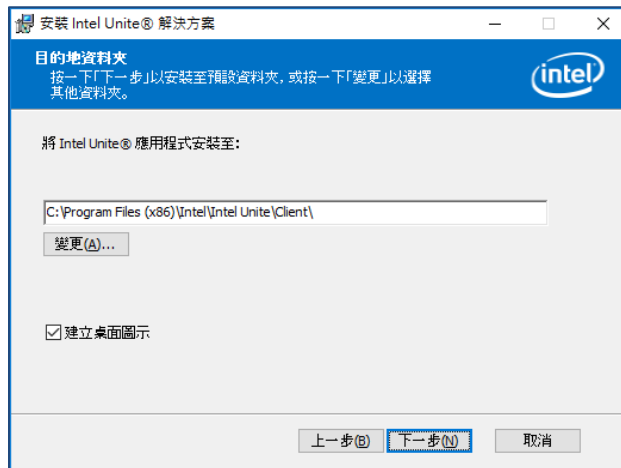 安裝 Intel Unite® 解決方案
目的地資料夾
按一下「下一步」以安裝至預設資料夾，或按一下「變更」以選擇
其他資料夾。
intel
將 Intel Unite® 應用程式安裝至：
C:\Program Files (x86)\Intel\Intel Unite\Client\
變更(A)...
建立桌面圖示
上一步(B) 下一步(N) 取消